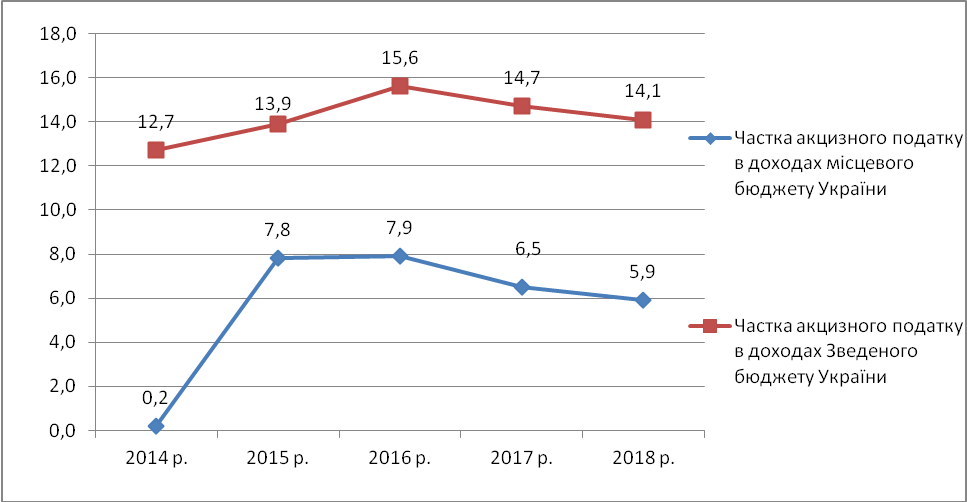 18,0
16,0
14,0
12,0
10,0
8,0
6,0
4,0
2,0
0,0
12,7
13,9
15,6
14,7
14,1
0,2
7,8
7,9
6,5
5,9
2014 р.
2015 р.
2016 р.
2017 р.
2018 р.
Частка акцизного податку
в доходах місцевого
бюджету України
Частка акцизного податку
в доходах Зведеного
бюджету України